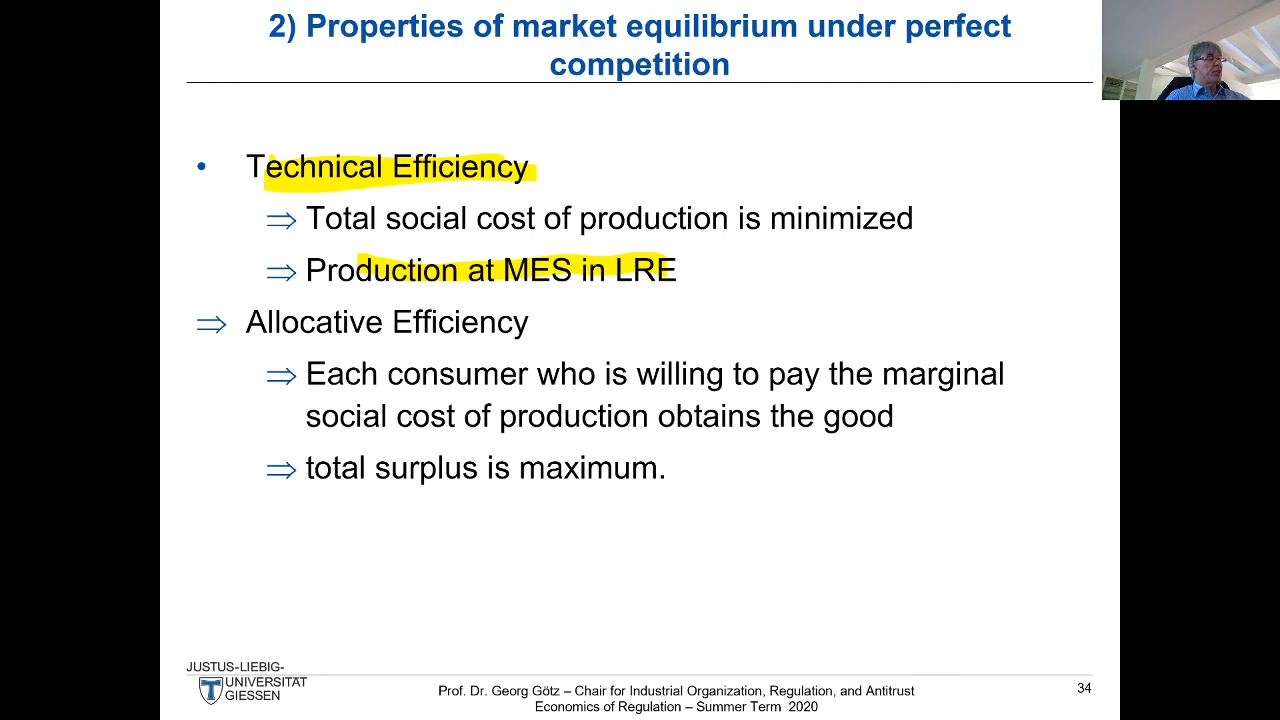 2) Properties of market equilibrium under perfect
competition
• Technical Efficiency
⇒ Total social cost of production is minimized
⇒ Production at MES in LRE
⇒ Allocative Efficiency
⇒ Each consumer who is willing to pay the marginal
social cost of production obtains the good
⇒ total surplus is maximum.
JUSTUS-LIEBIG-
UNIVERSITÄT
GIESSEN
Prof. Dr. Georg Götz – Chair for Industrial Organization, Regulation, and Antitrust
Economics of Regulation – Summer Term 2020
34